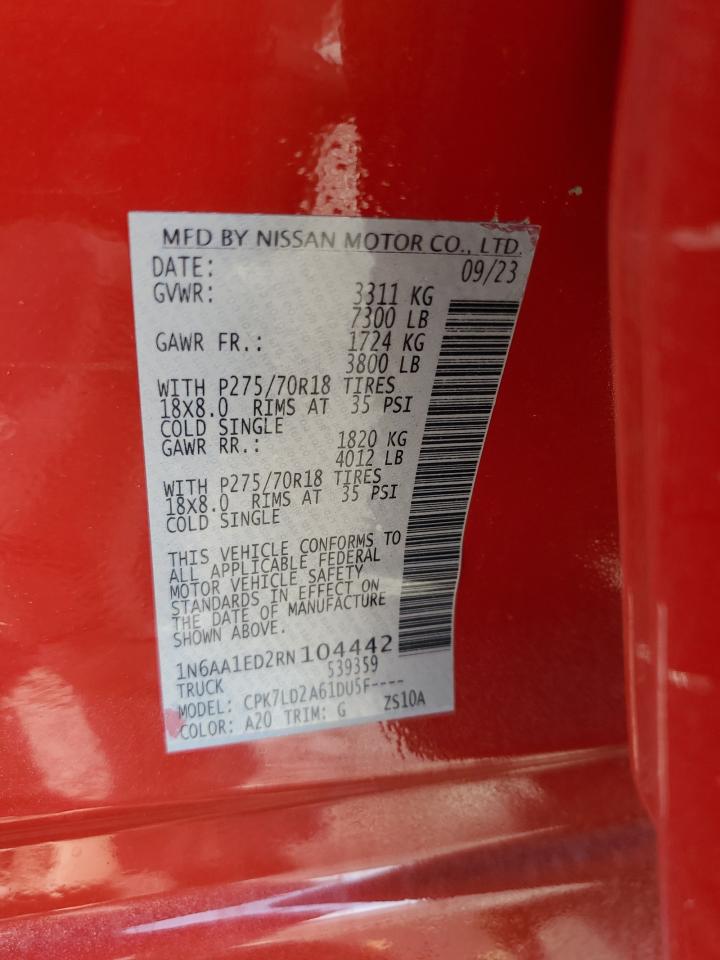 MFD BY NISSAN MOTOR CO., LTD.
DATE: 09/23
GVWR: 3311 KG
7300 LB
GAWR FR.: 1724 KG
3800 LB
WITH P275/70R18 TIRES
18X8.0 RIMS AT 35 PSI
COLD SINGLE
GAWR RR.: 1820 KG
4012 LB
WITH P275/70R18 TIRES
18X8.0 RIMS AT 35 PSI
COLD SINGLE
THIS VEHICLE CONFORMS TO
ALL APPLICABLE FEDERAL
MOTOR VEHICLE SAFETY
STANDARDS IN EFFECT ON
THE DATE OF MANUFACTURE
SHOWN ABOVE.
1N6AA1ED2RN104442
TRUCK 539359
MODEL: CPK7LD2A61DU5F----
COLOR: A20 TRIM: G ZS10A